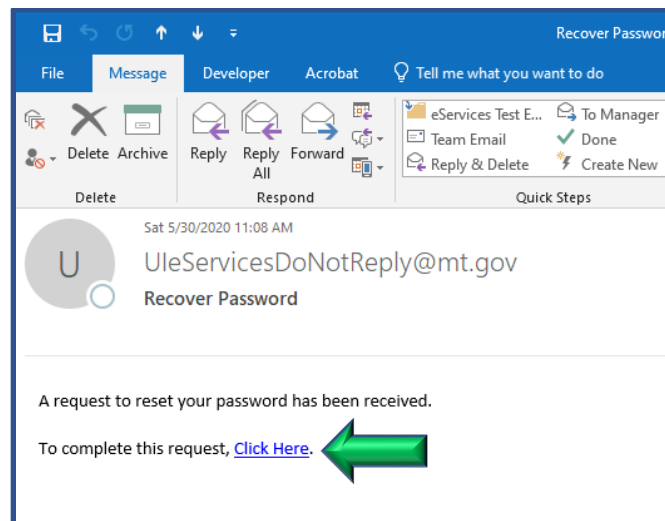 Recover Passwor
File Message Developer Acrobat Tell me what you want to do
Delete Archive Reply Reply All Forward
eServices Test E... To Manager
Team Email Done
Reply & Delete Create New
Delete Respond Quick Steps
Sat 5/30/2020 11:08 AM
U
UIeServicesDoNotReply@mt.gov
Recover Password
A request to reset your password has been received.
To complete this request, Click Here.